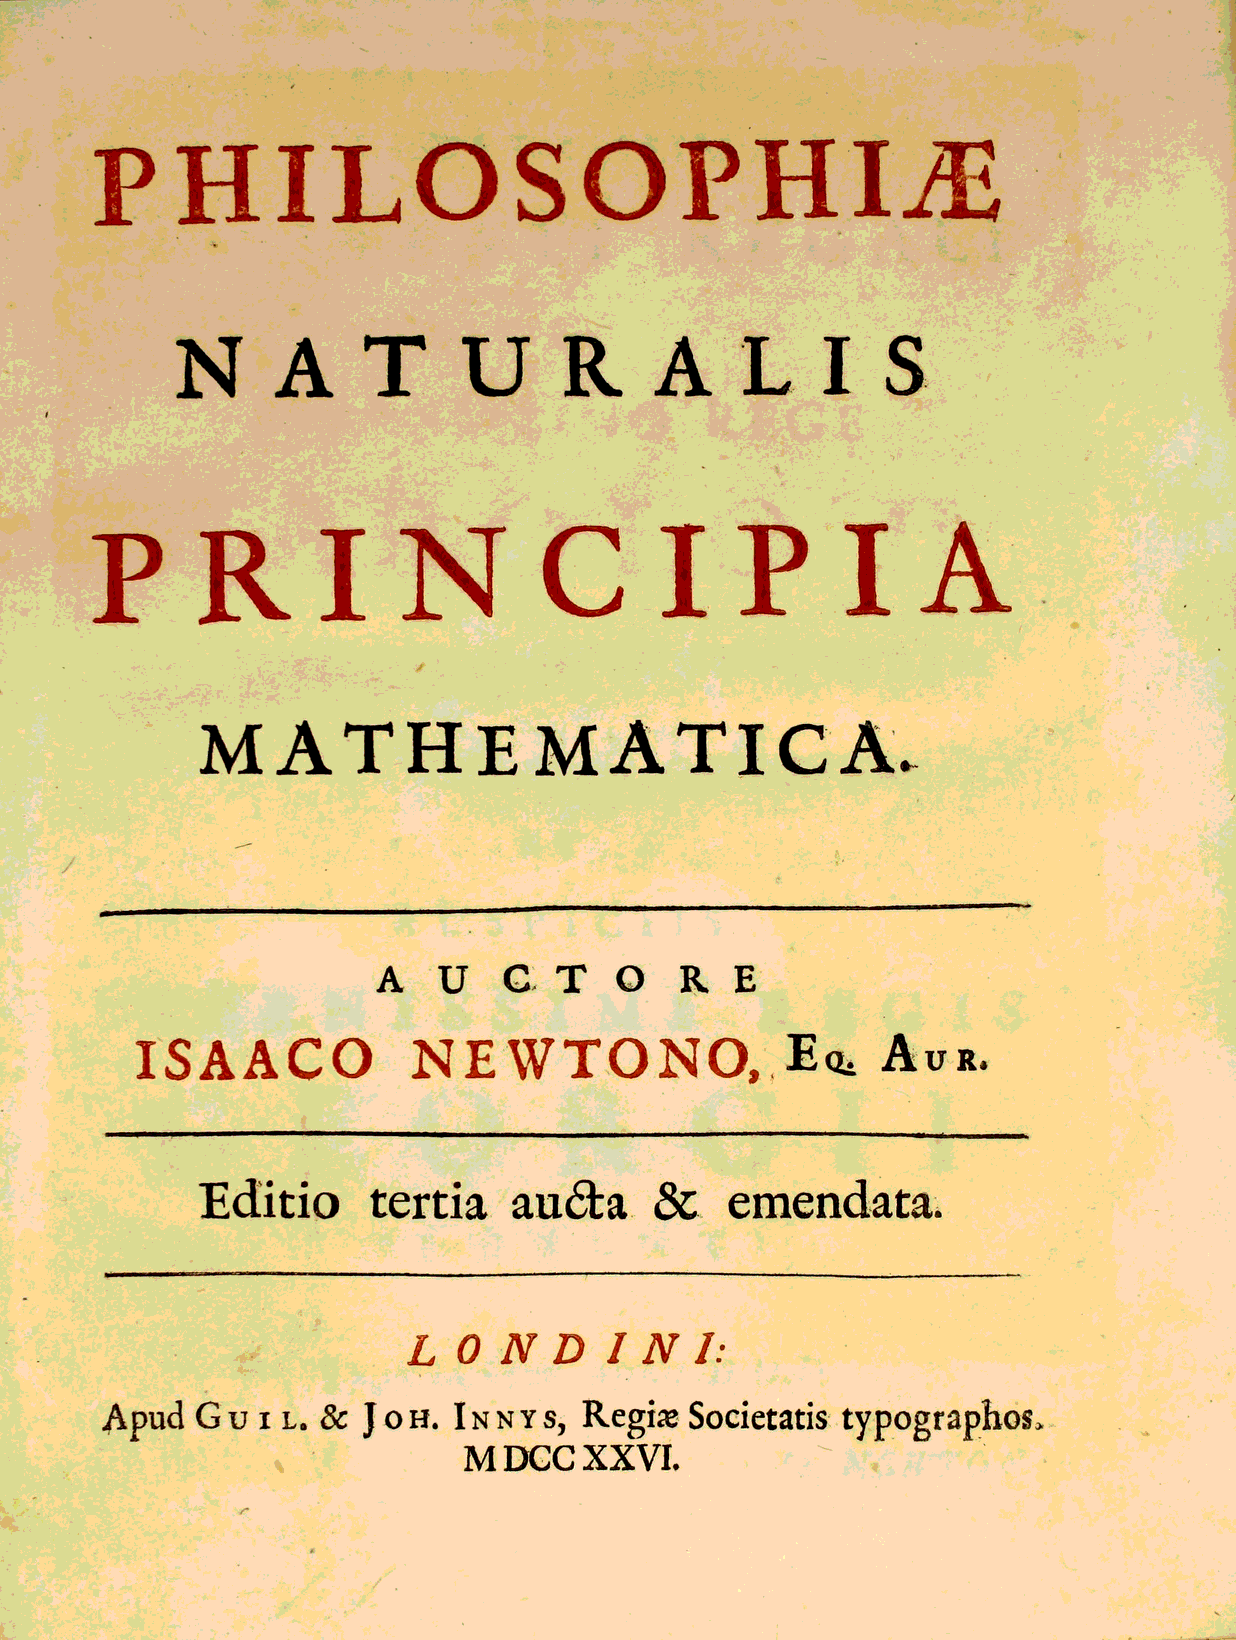 PHILOSOPHIÆ
NATURALIS
PRINCIPIA
MATHEMATICA.
AUCTORE
ISAACO NEWTONO, EQ. AUR.
Editio tertia aucta & emendata.
LONDINI:
Apud GUIL. & JOH. INNYS, Regiæ Societatis typographos.
MDCCXXVI.